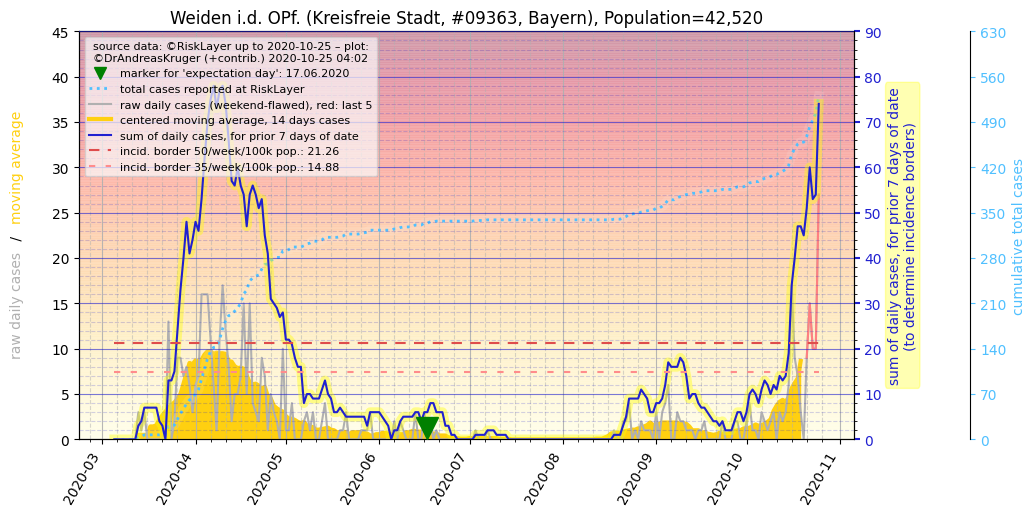 Weiden i.d. OPf. (Kreisfreie Stadt, #09363, Bayern), Population=42,520
source data: ©RiskLayer up to 2020-10-25 – plot:
©DrAndreasKruger (+contrib.) 2020-10-25 04:02
marker for 'expectation day': 17.06.2020
total cases reported at RiskLayer
raw daily cases (weekend-flawed), red: last 5
centered moving average, 14 days cases
sum of daily cases, for prior 7 days of date
incid. border 50/week/100k pop.: 21.26
incid. border 35/week/100k pop.: 14.88
raw daily cases / moving average
45
40
35
30
25
20
15
10
5
0
2020-03
2020-04
2020-05
2020-06
2020-07
2020-08
2020-09
2020-10
2020-11
90
80
70
60
50
40
30
20
10
0
sum of daily cases, for prior 7 days of date
(to determine incidence borders)
630
560
490
420
350
280
210
140
70
0
cumulative total cases